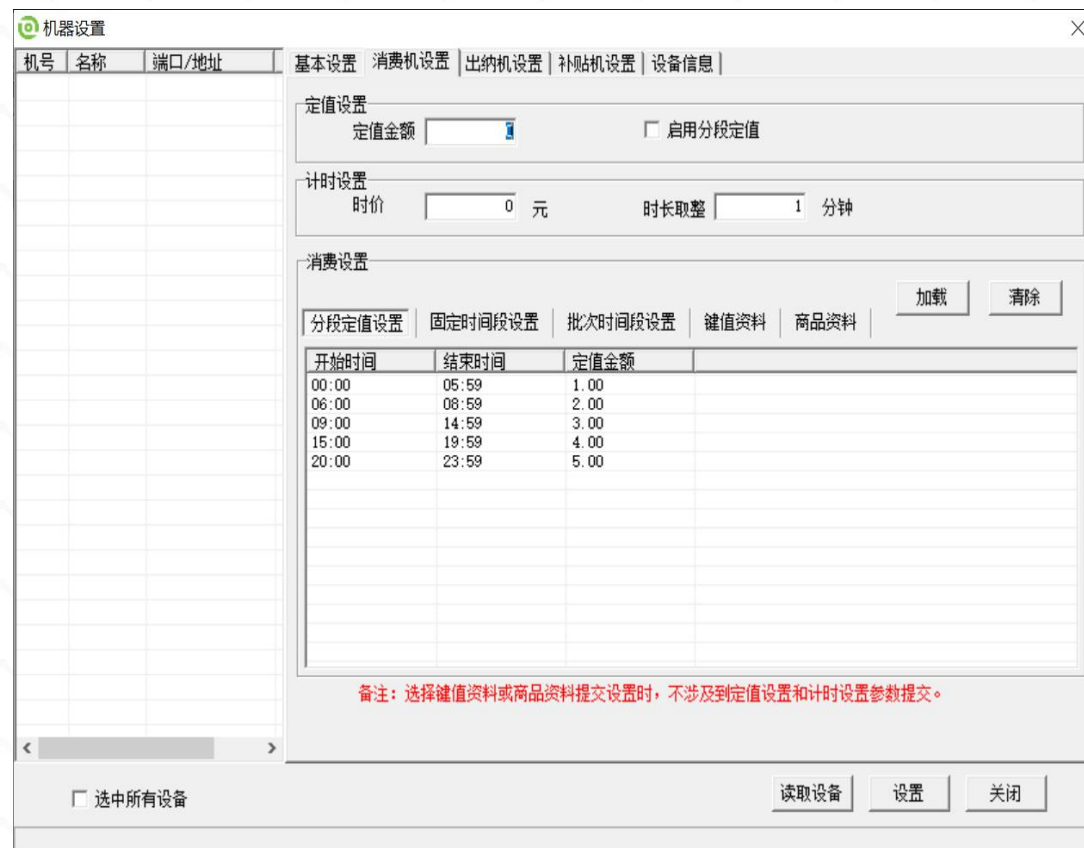 机器设置
机号 名称 端口/地址
基本设置 消费机设置 出纳机设置 补贴机设置 设备信息
定值设置
定值金额 0 启用分段定值
计时设置
时价 0 元 时长取整 1 分钟
消费设置
加载 清除
分段定值设置 固定时间段设置 批次时间段设置 键值资料 商品资料
开始时间 结束时间 定值金额
00:00 05:59 1.00
06:00 08:59 2.00
09:00 14:59 3.00
15:00 19:59 4.00
20:00 23:59 5.00
备注：选择键值资料或商品资料提交设置时，不涉及到定值设置和计时设置参数提交。
选中所有设备 读取设备 设置 关闭